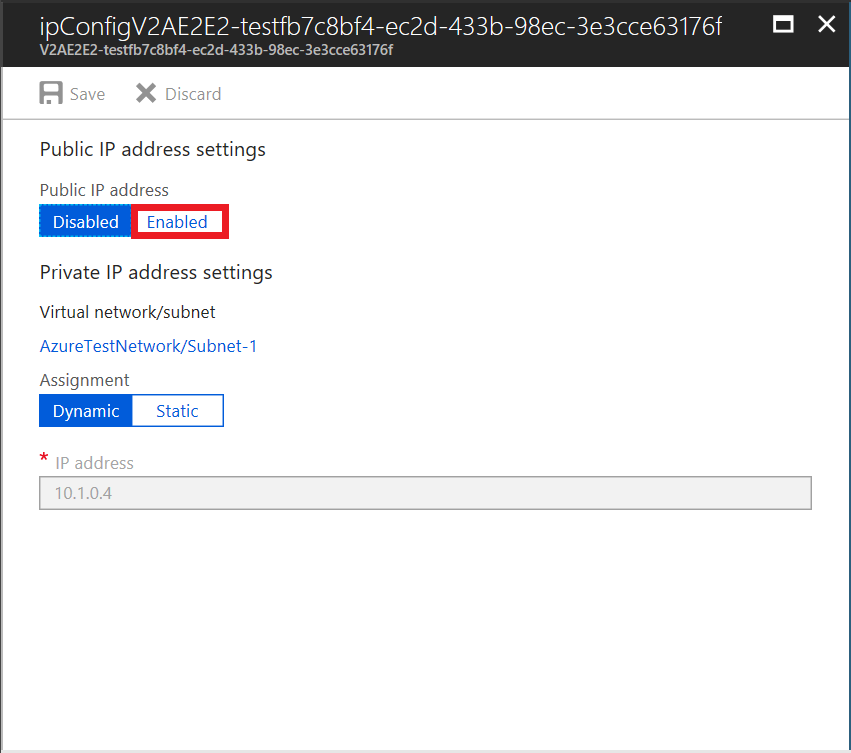 ipConfigV2AE2E2-testfb7c8bf4-ec2d-433b-98ec-3e3cce63176f
V2AE2E2-testfb7c8bf4-ec2d-433b-98ec-3e3cce63176f
Save Discard
Public IP address settings
Public IP address
Disabled Enabled
Private IP address settings
Virtual network/subnet
AzureTestNetwork/Subnet-1
Assignment
Dynamic Static
* IP address
10.1.0.4